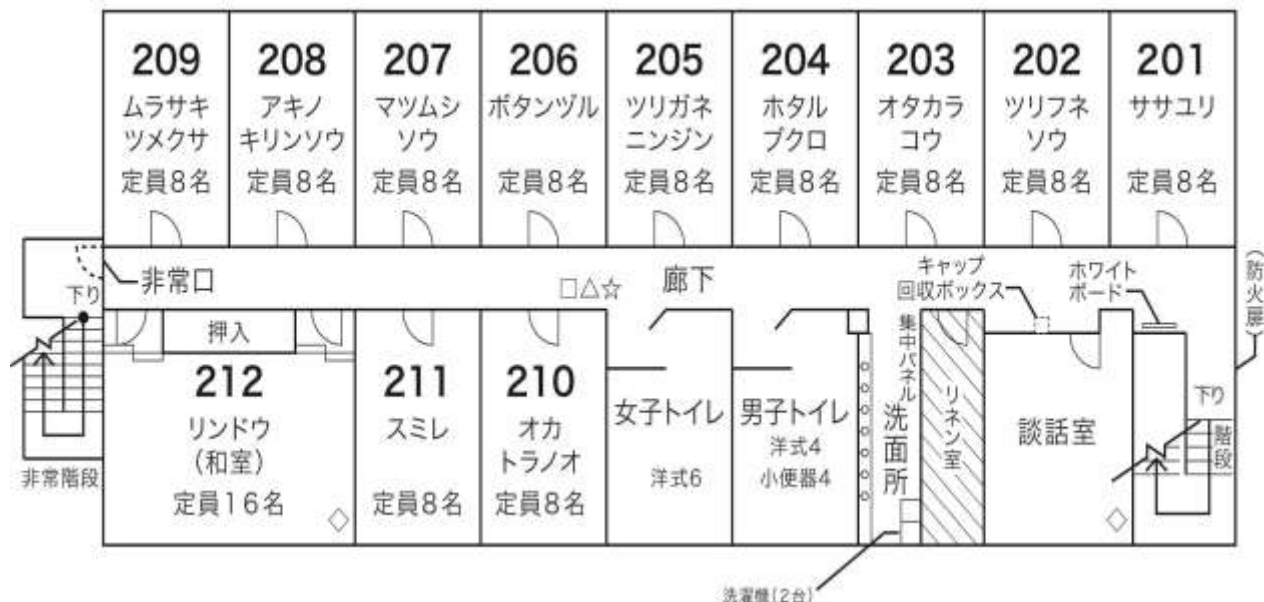 209
ムラサキ
ツメクサ
定員8名
208
アキノ
キリンソウ
定員8名
207
マツムシ
ソウ
定員8名
206
ボタンヅル
定員8名
205
ツリガネ
ニンジン
定員8名
204
ホタル
ブクロ
定員8名
203
オタカラ
コウ
定員8名
202
ツリフネ
ソウ
定員8名
201
ササユリ
定員8名
非常口
下り
□△☆
廊下
キャップ
回収ボックス
ホワイト
ボード
(防火扉)
押入
212
リンドウ
(和室)
定員16名
◇
211
スミレ
定員8名
210
オカ
トラノオ
定員8名
女子トイレ
洋式6
男子トイレ
洋式4
小便器4
集中パネル
洗面所
リネン室
談話室
◇
下り
階段
非常階段
洗濯機(2台)